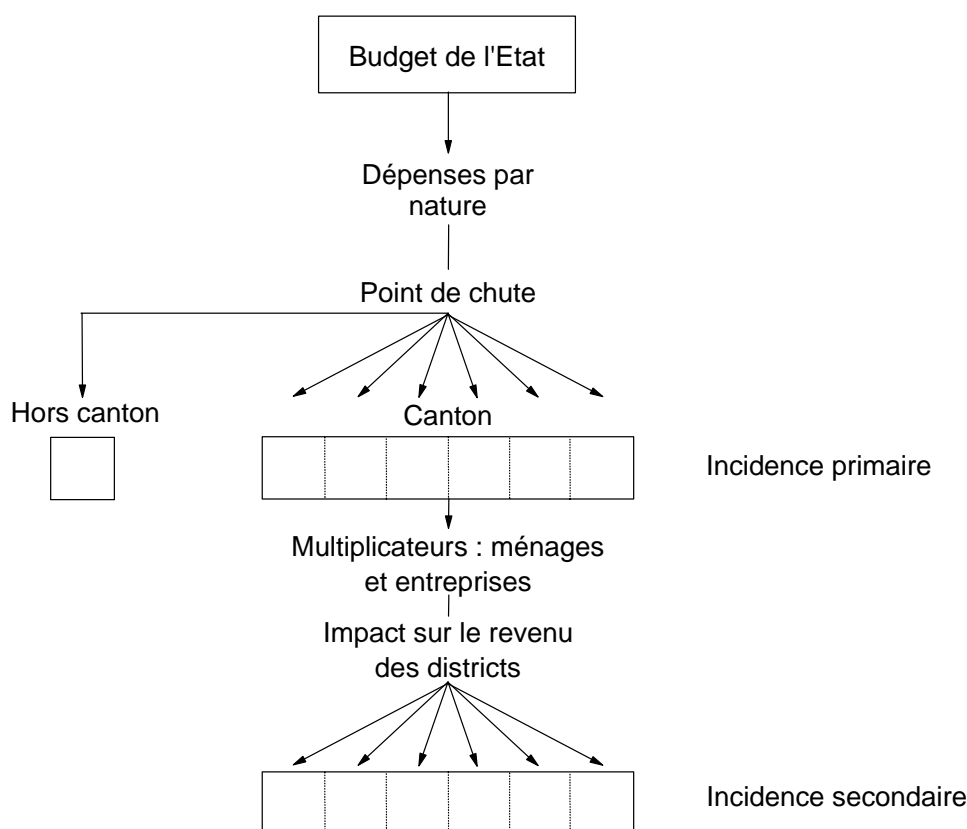 Budget de l'Etat
Dépenses par
nature
Point de chute
Hors canton
Canton
Incidence primaire
Multiplicateurs : ménages
et entreprises
Impact sur le revenu
des districts
Incidence secondaire